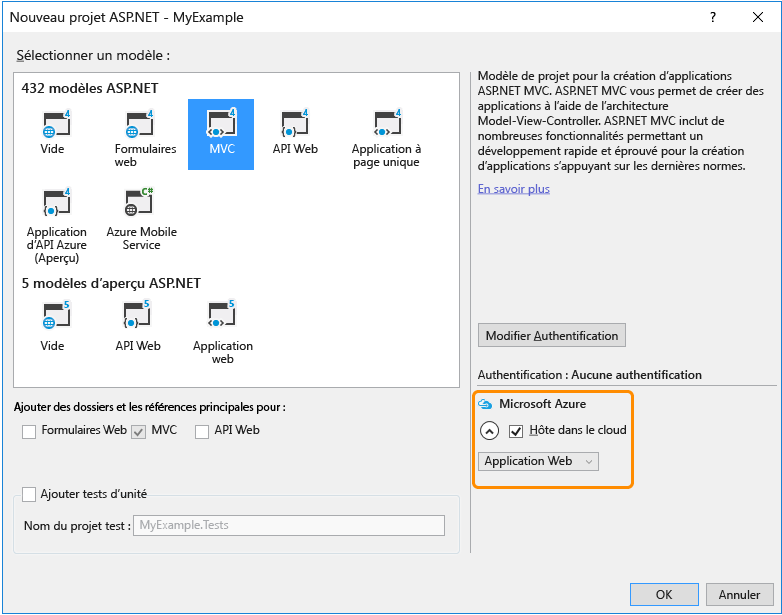 Nouveau projet ASP.NET - MyExample
?
Sélectionner un modèle :
432 modèles ASP.NET
4
Vide
4
Formulaires
web
4
MVC
4
API Web
4
Application à
page unique
4
Application
d'API Azure
(Aperçu)
C#
Azure Mobile
Service
5 modèles d'aperçu ASP.NET
5
Vide
5
API Web
5
Application
web
Ajouter des dossiers et les références principales pour :
Formulaires Web
MVC
API Web
Ajouter tests d'unité
Nom du projet test :
MyExample.Tests
Modèle de projet pour la création d'applications
ASP.NET MVC. ASP.NET MVC vous permet de créer des
applications à l'aide de l'architecture
Model-View-Controller. ASP.NET MVC inclut de
nombreuses fonctionnalités permettant un
développement rapide et éprouvé pour la création
d'applications s'appuyant sur les dernières normes.
En savoir plus
Modifier Authentification
Authentification : Aucune authentification
Microsoft Azure
Hôte dans le cloud
Application Web
OK
Annuler